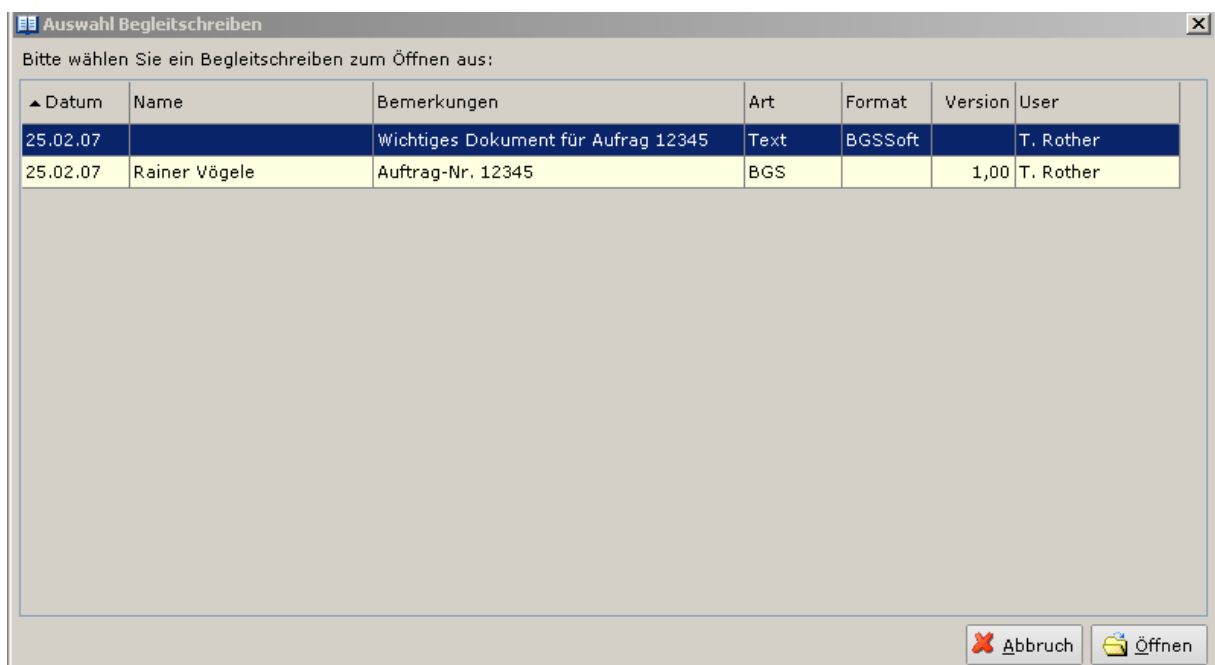 Auswahl Begleitschreiben
Bitte wählen Sie ein Begleitschreiben zum Öffnen aus:
Datum Name Bemerkungen Art Format Version User
25.02.07 Wichtiges Dokument für Aufrag 12345 Text BGSSoft T. Rother
25.02.07 Rainer Vögele Auftrag-Nr. 12345 BGS 1,00 T. Rother
Abbruch Öffnen